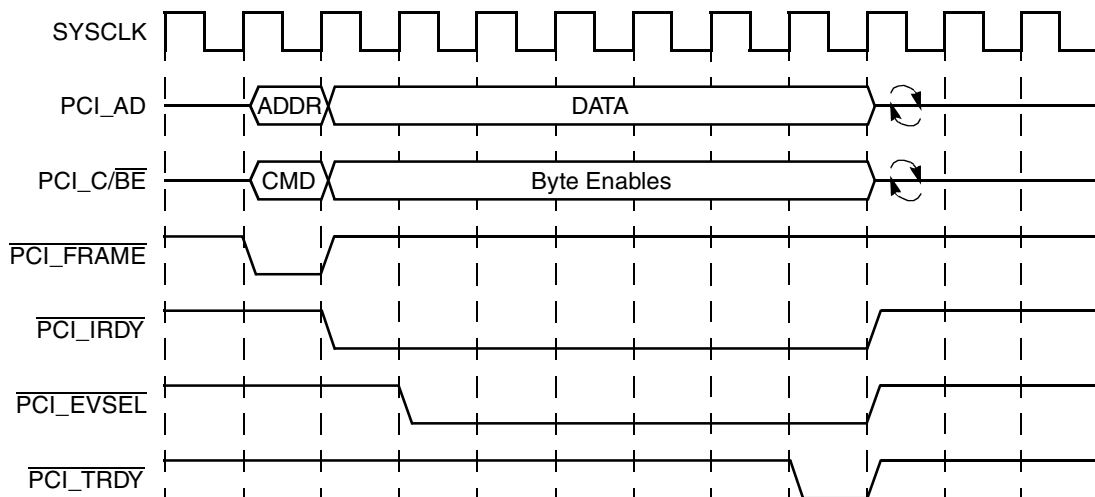 SYSCLK
PCI_AD ADDR DATA
PCI_C/BE CMD Byte Enables
PCI_FRAME
PCI_IRDY
PCI_EVSEL
PCI_TRDY